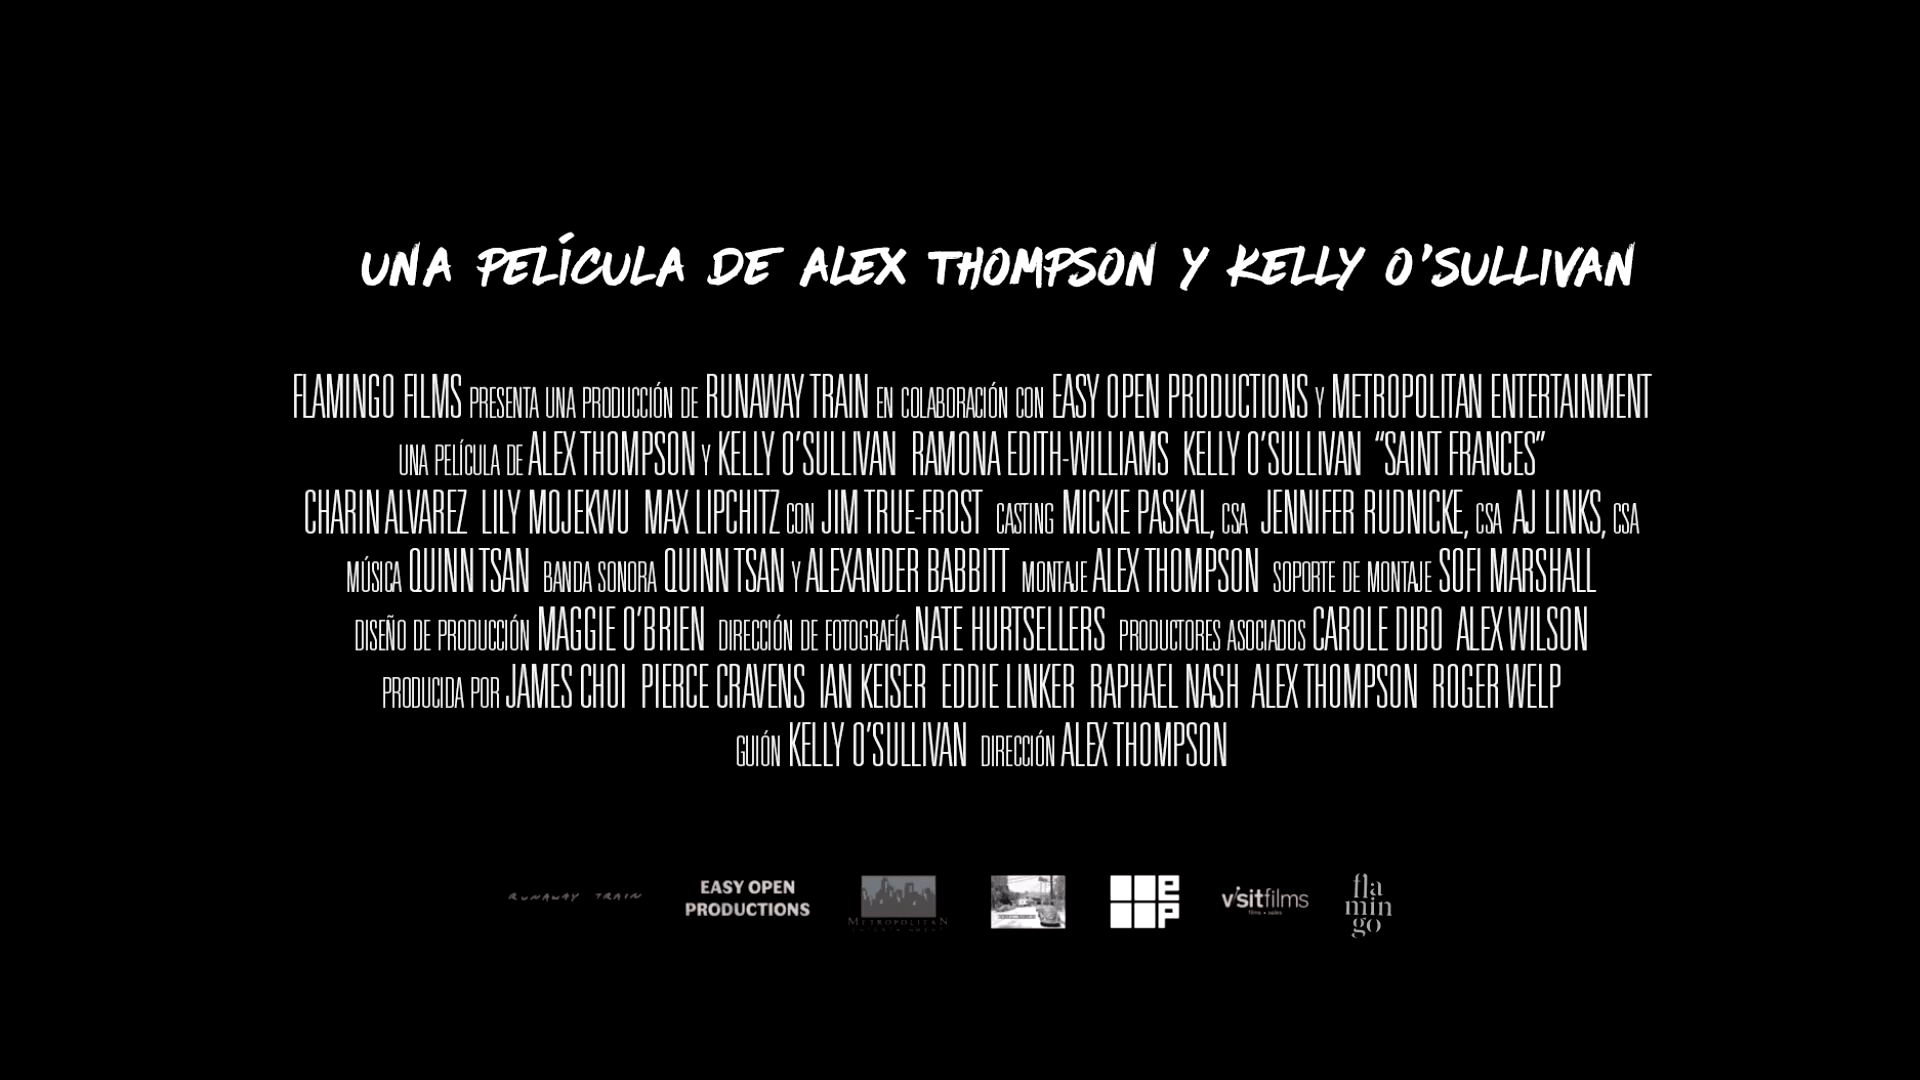 UNA PELÍCULA DE ALEX THOMPSON Y KELLY O'SULLIVAN
FLAMINGO FILMS PRESENTA UNA PRODUCCIÓN DE RUNAWAY TRAIN EN COLABORACIÓN CON EASY OPEN PRODUCTIONS Y METROPOLITAN ENTERTAINMENT
UNA PELÍCULA DE ALEX THOMPSON Y KELLY O'SULLIVAN RAMONA EDITH-WILLIAMS KELLY O'SULLIVAN “SAINT FRANCES”
CHARIN ALVAREZ LILY MOJEKWU MAX LIPCHITZ CON JIM TRUE-FROST CASTING MICKIE PASKAL, CSA JENNIFER RUDNICKE, CSA AJ LINKS, CSA
MÚSICA QUINN TSAN BANDA SONORA QUINN TSAN Y ALEXANDER BABBITT MONTAJE ALEX THOMPSON SOPORTE DE MONTAJE SOFI MARSHALL
DISEÑO DE PRODUCCIÓN MAGGIE O'BRIEN DIRECCIÓN DE FOTOGRAFÍA NATE HURTSELLERS PRODUCTORES ASOCIADOS CAROLE DIBO ALEX WILSON
PRODUCIDA POR JAMES CHOI PIERCE CRAVENS IAN KEISER EDDIE LINKER RAPHAEL NASH ALEX THOMPSON ROGER WELP
GUIÓN KELLY O'SULLIVAN DIRECCIÓN ALEX THOMPSON
RUNAWAY TRAIN
EASY OPEN
PRODUCTIONS
METROPOLITAN
ENTERTAINMENT
e
p
visitfilms
films • sales
fla
min
go